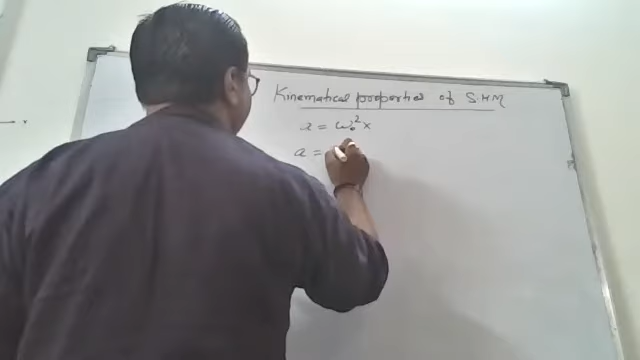 Kinematical properties of S.H.M
a = ω₀²x
a =